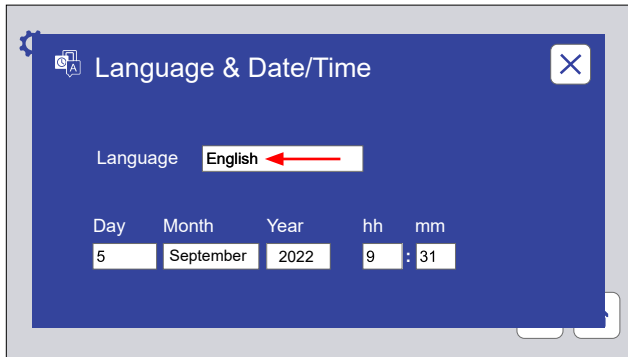 Language & Date/Time
Language English
Day Month Year hh mm
5 September 2022 9 : 31